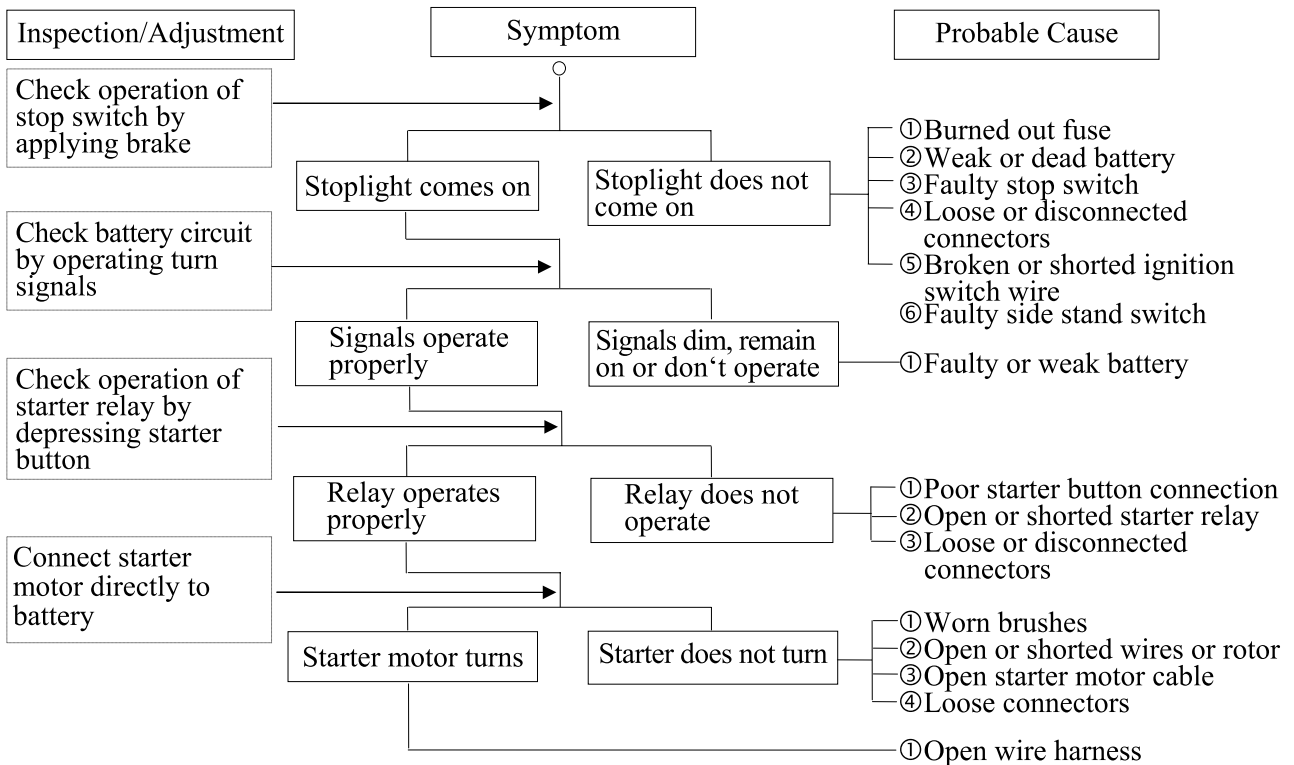 Inspection/Adjustment
Symptom
Probable Cause
Check operation of
stop switch by
applying brake
Stoplight comes on
Stoplight does not
come on
①Burned out fuse
②Weak or dead battery
③Faulty stop switch
④Loose or disconnected
connectors
⑤Broken or shorted ignition
switch wire
⑥Faulty side stand switch
Check battery circuit
by operating turn
signals
Signals operate
properly
Signals dim, remain
on or don‘t operate
①Faulty or weak battery
Check operation of
starter relay by
depressing starter
button
Relay operates
properly
Relay does not
operate
①Poor starter button connection
②Open or shorted starter relay
③Loose or disconnected
connectors
Connect starter
motor directly to
battery
Starter motor turns
Starter does not turn
①Worn brushes
②Open or shorted wires or rotor
③Open starter motor cable
④Loose connectors
①Open wire harness